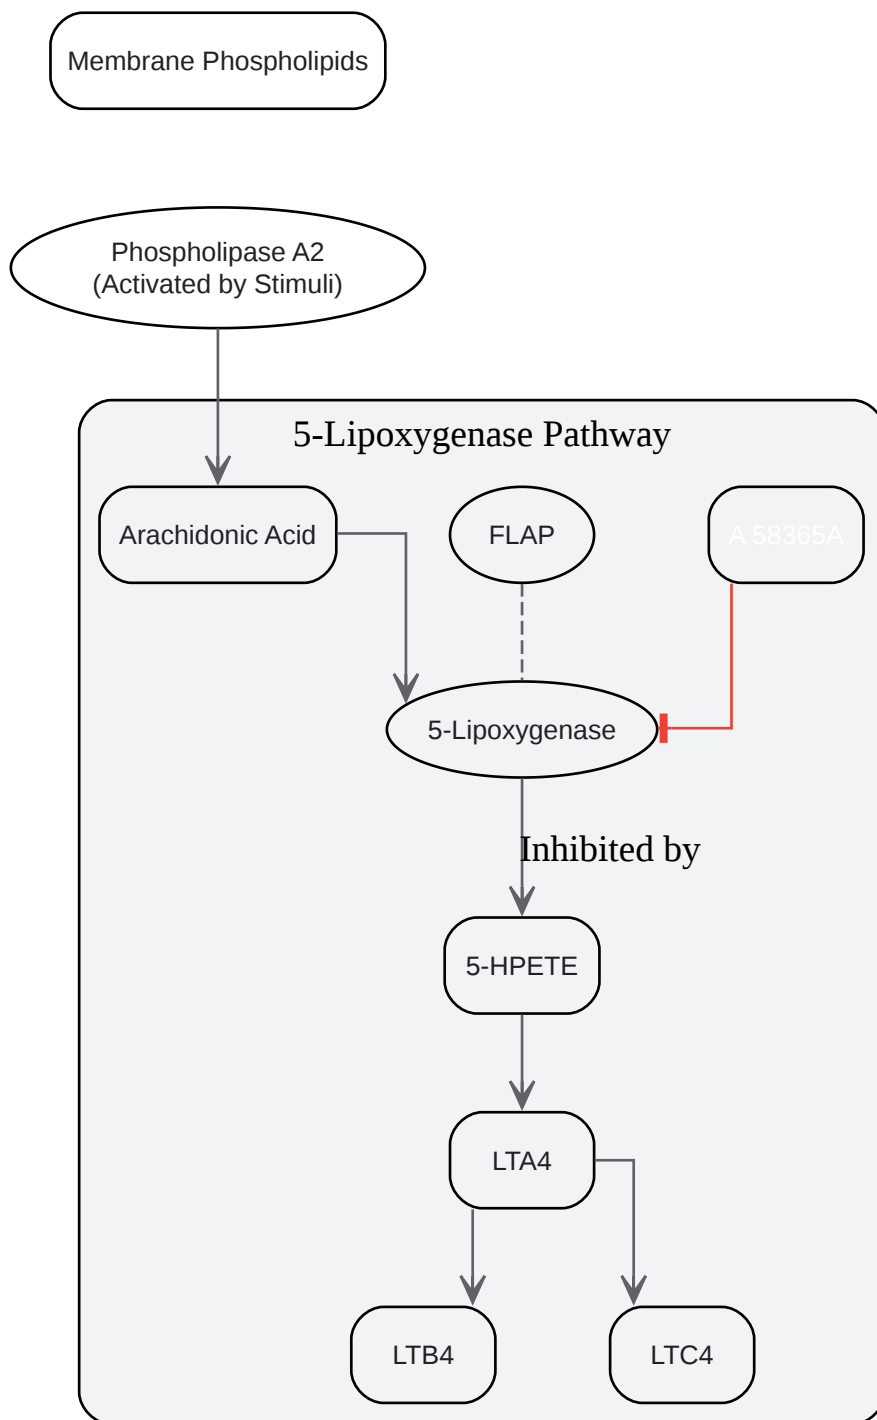 Membrane Phospholipids
Phospholipase A2
(Activated by Stimuli)
5-Lipoxygenase Pathway
Arachidonic Acid
FLAP
A 58365A
5-Lipoxygenase
Inhibited by
5-HPETE
LTA4
LTB4
LTC4